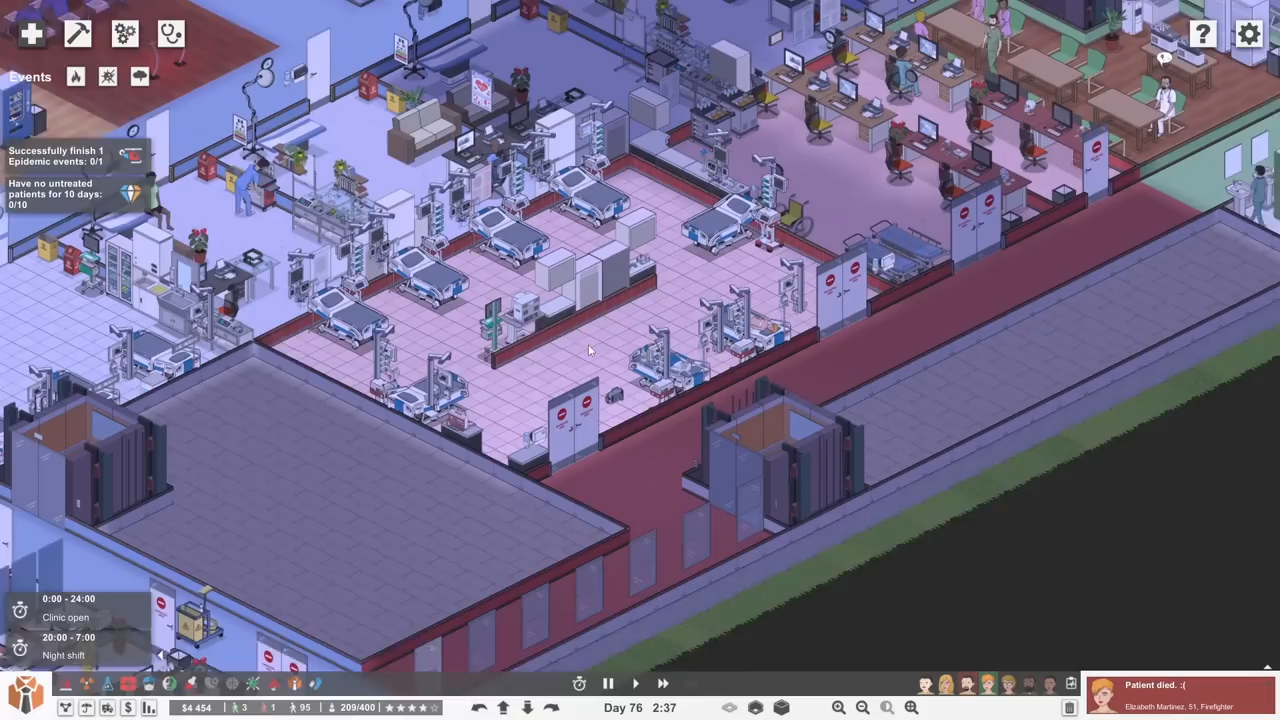 ?
Events
Successfully finish 1
Epidemic events: 0/1
Have no untreated
patients for 10 days:
0/10
0:00 - 24:00
Clinic open
20:00 - 7:00
Night shift
$4 454
3
1
95
209/400
Day 76 2:37
Patient died. :(
Elizabeth Martinez, 51, Firefighter